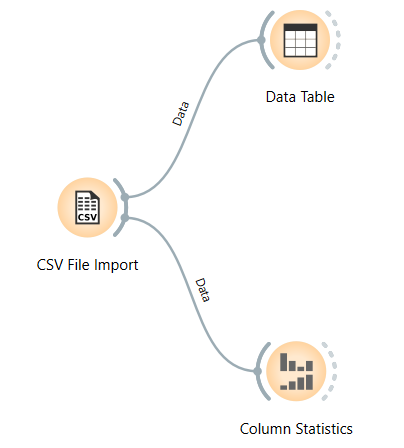 Data Table
Data
CSV
CSV File Import
Data
Column Statistics